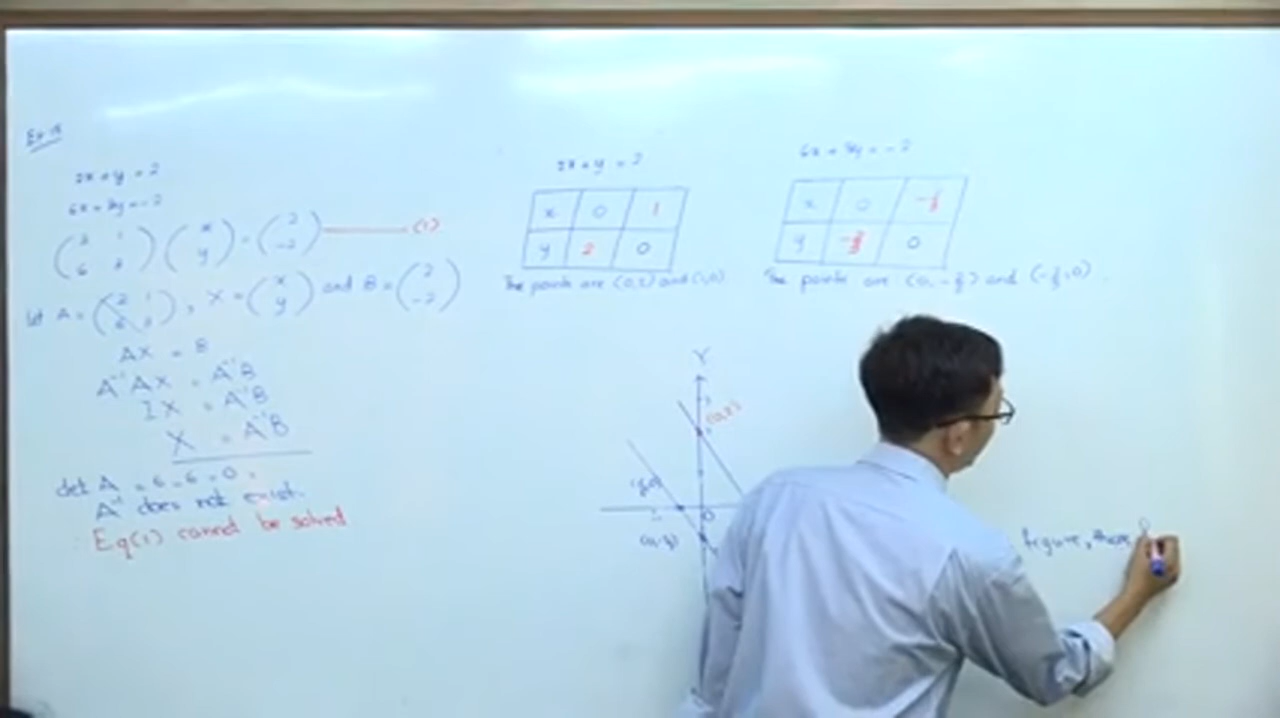 2x + y = 2
6x + 3y = -2
(2 1 6 3) (x y) = (2 -2) (1)
Let A = (2 1 6 3), X = (x y) and B = (2 -2)
AX = B
A⁻¹AX = A⁻¹B
IX = A⁻¹B
X = A⁻¹B
det A = 6 - 6 = 0.
A⁻¹ does not exist.
Eq(1) cannot be solved
2x + y = 2
x 0 1
y 2 0
The points are (0,2) and (1,0)
6x + 3y = -2
x 0 -1/3
y -2/3 0
The points are (0, -2/3) and (-1/3, 0).
Y
(0,2)
0
figure, there